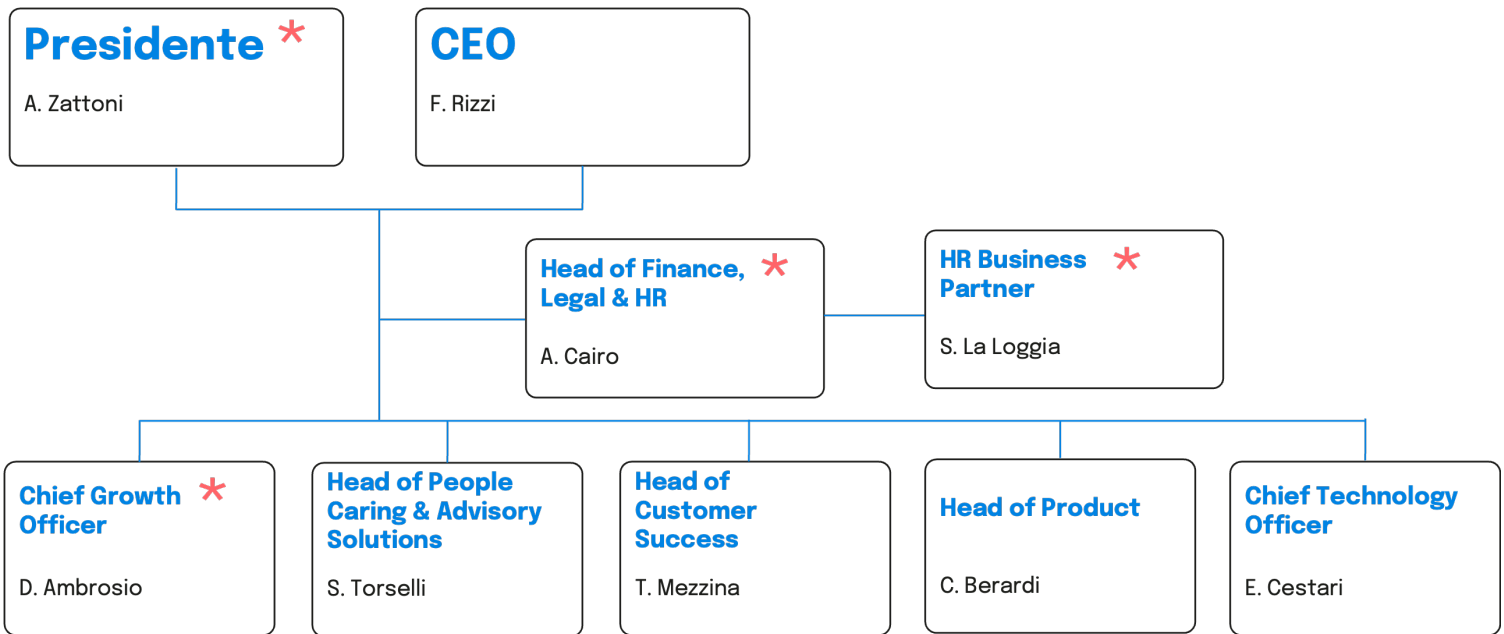 Presidente *
A. Zattoni
CEO
F. Rizzi
Head of Finance, *
Legal & HR
A. Cairo
HR Business *
Partner
S. La Loggia
Chief Growth *
Officer
D. Ambrosio
Head of People
Caring & Advisory
Solutions
S. Torselli
Head of
Customer
Success
T. Mezzina
Head of Product
C. Berardi
Chief Technology
Officer
E. Cestari